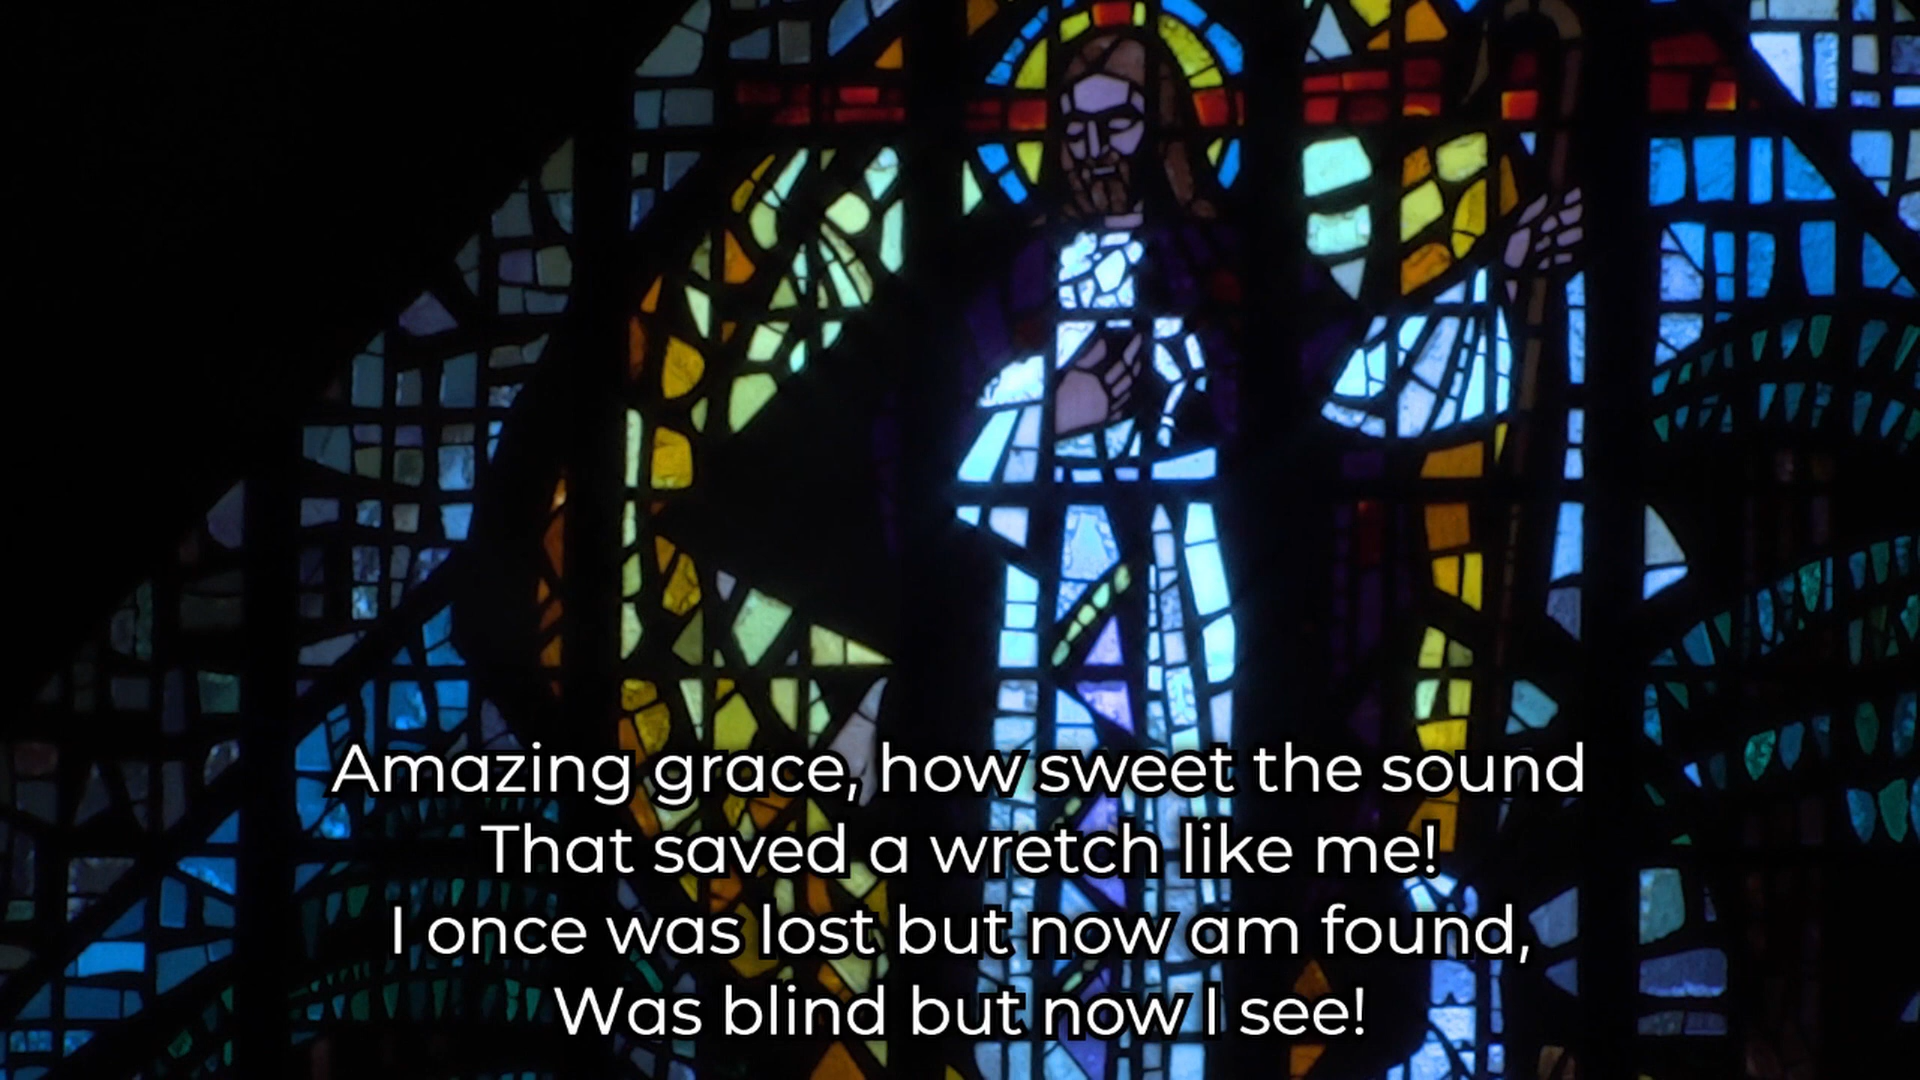 Amazing grace, how sweet the sound
That saved a wretch like me!
I once was lost but now am found,
Was blind but now I see!